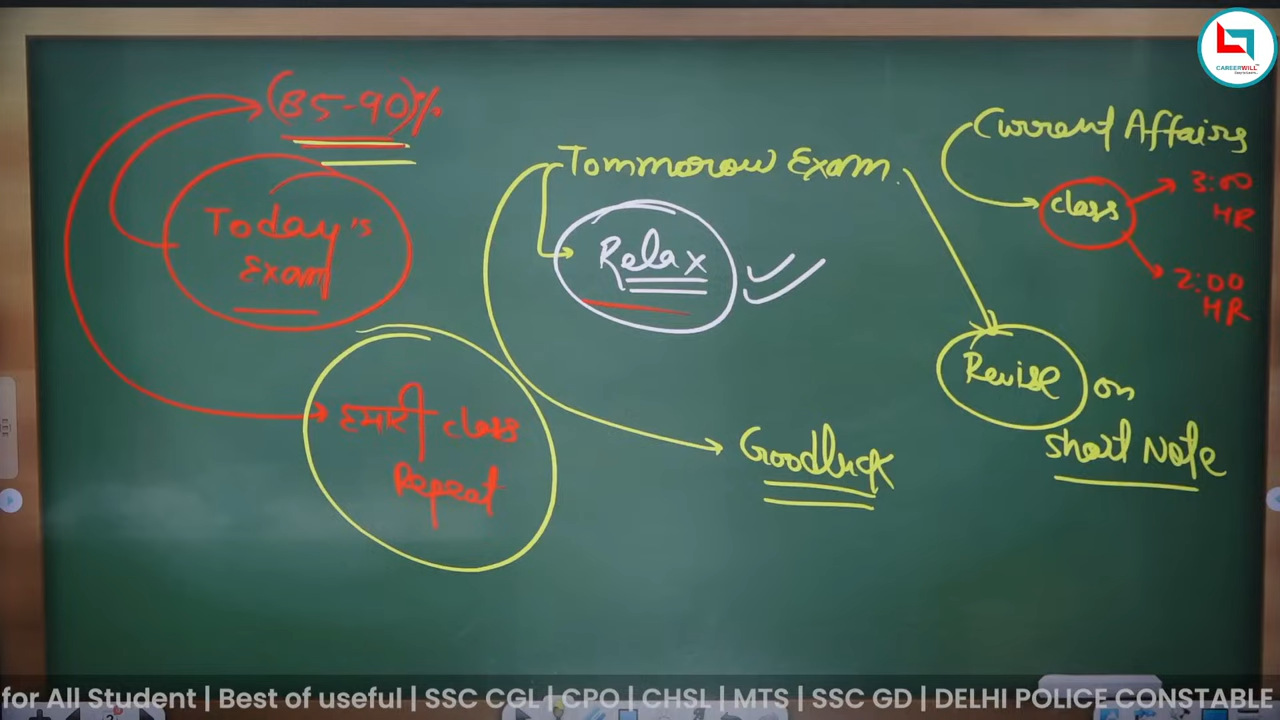 (85-90)%
Today's
Exam
हमारी class
Repeat
Tommorow Exam.
Relax
Goodluck
Current Affairs
class
3:00
HR
2:00
HR
Revise on
short Note
CAREERWILL
for All Student | Best of useful | SSC CGL | CPO | CHSL | MTS | SSC GD | DELHI POLICE CONSTABLE